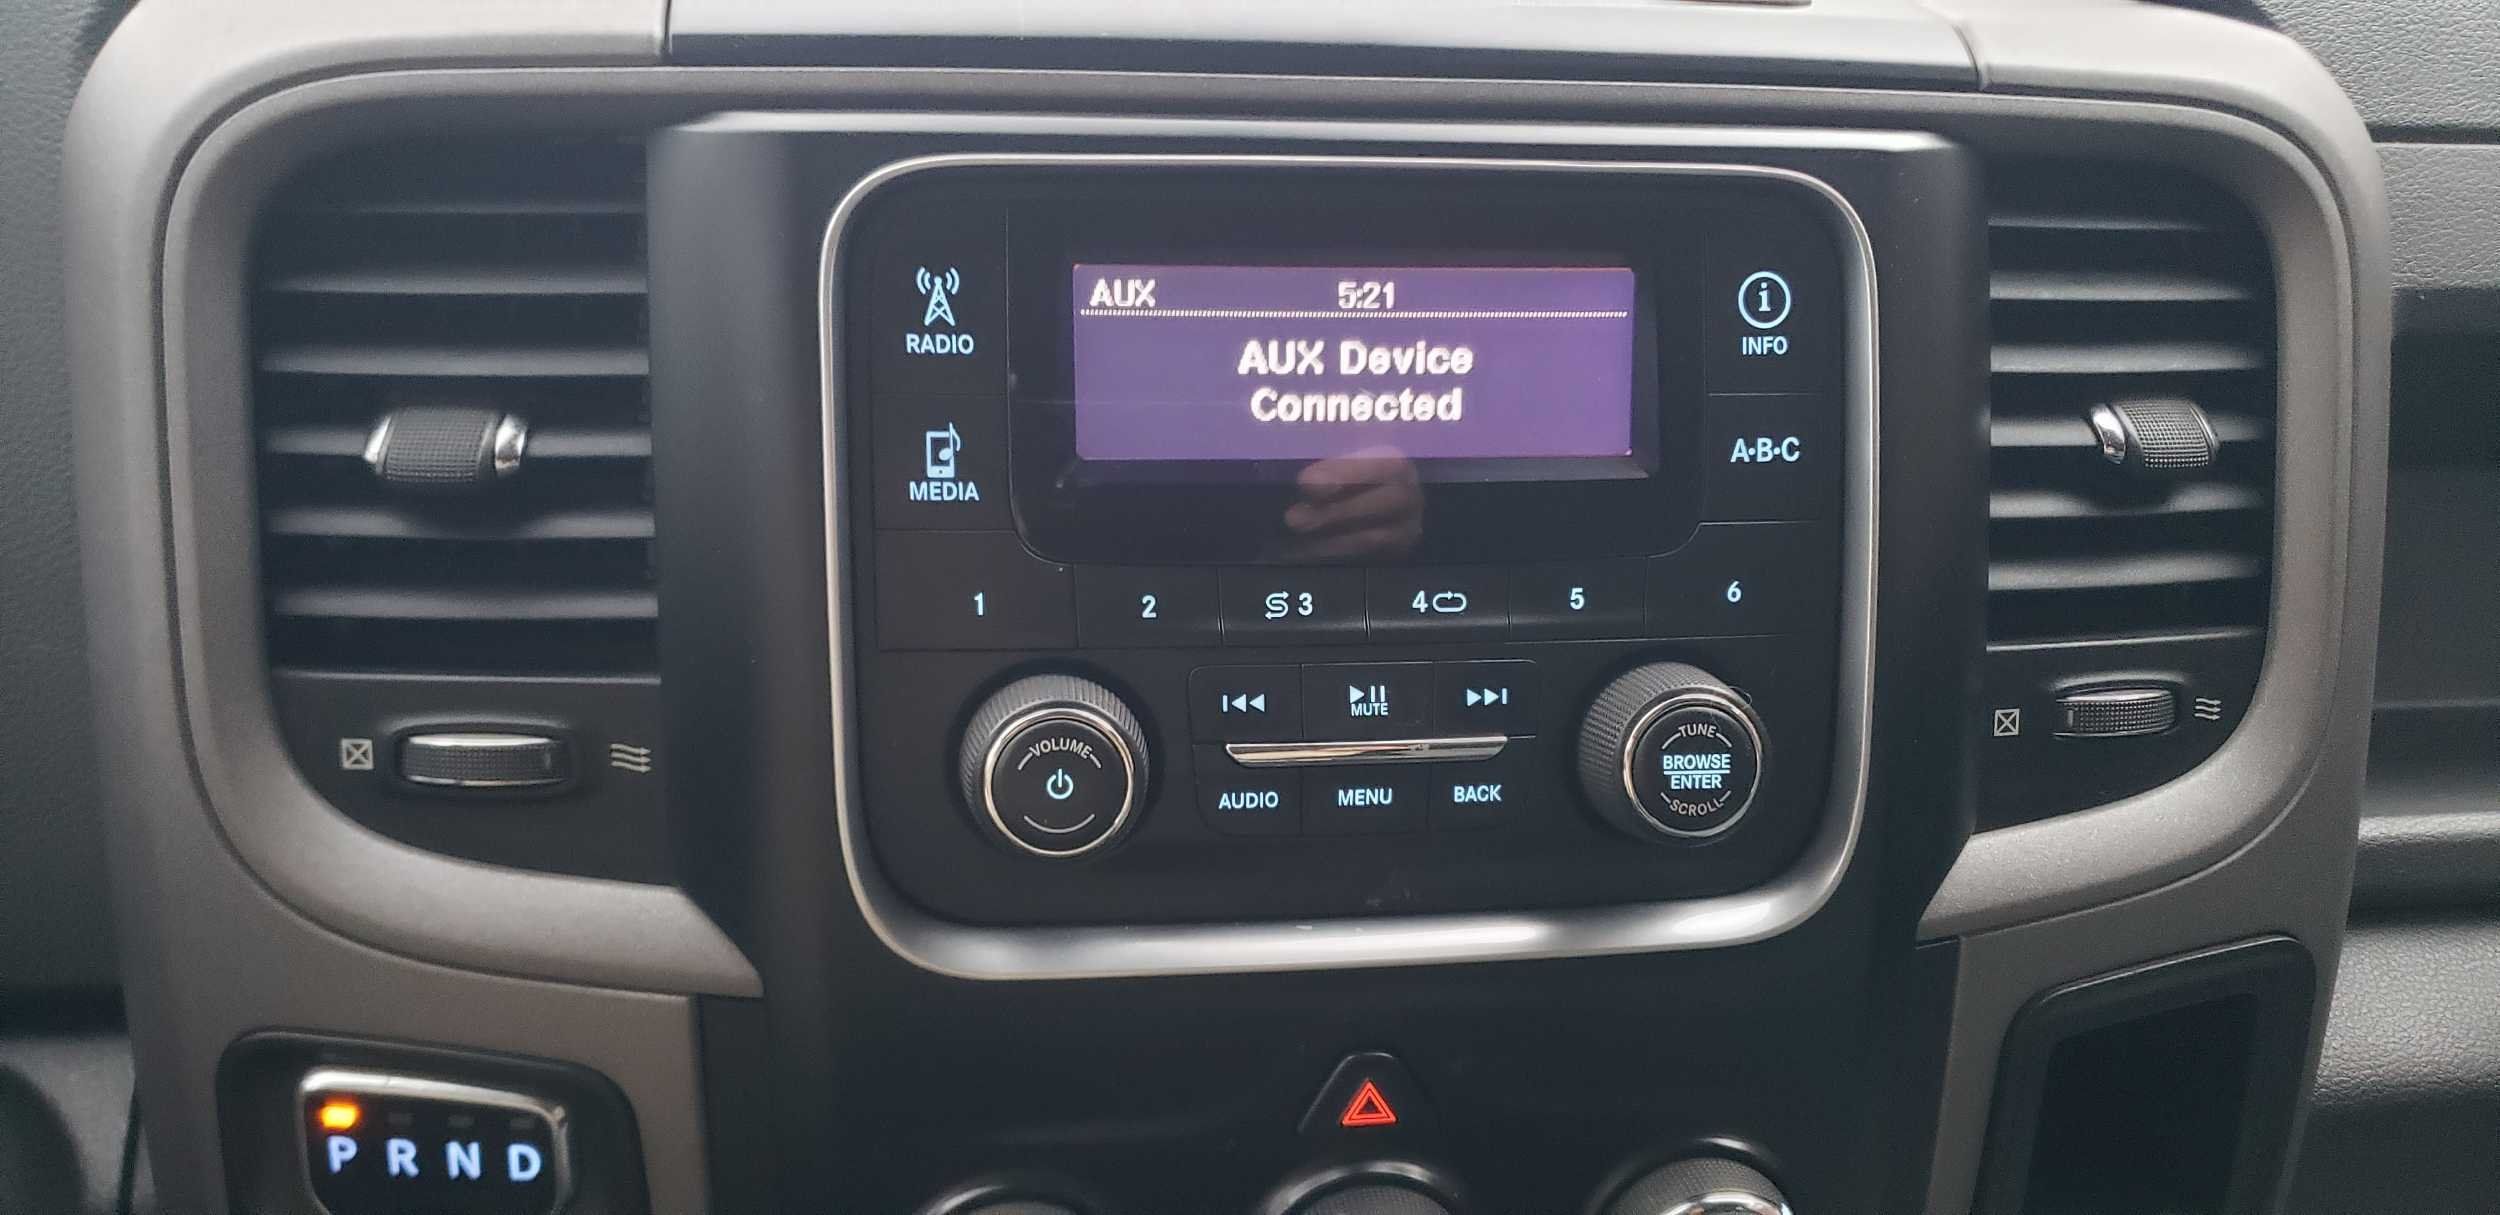 AUX 5:21
AUX Device
Connected
RADIO
INFO
MEDIA
A·B·C
1 2 3 4 5 6
MUTE
VOLUME
TUNE
BROWSE
ENTER
SCROLL
AUDIO MENU BACK
P R N D